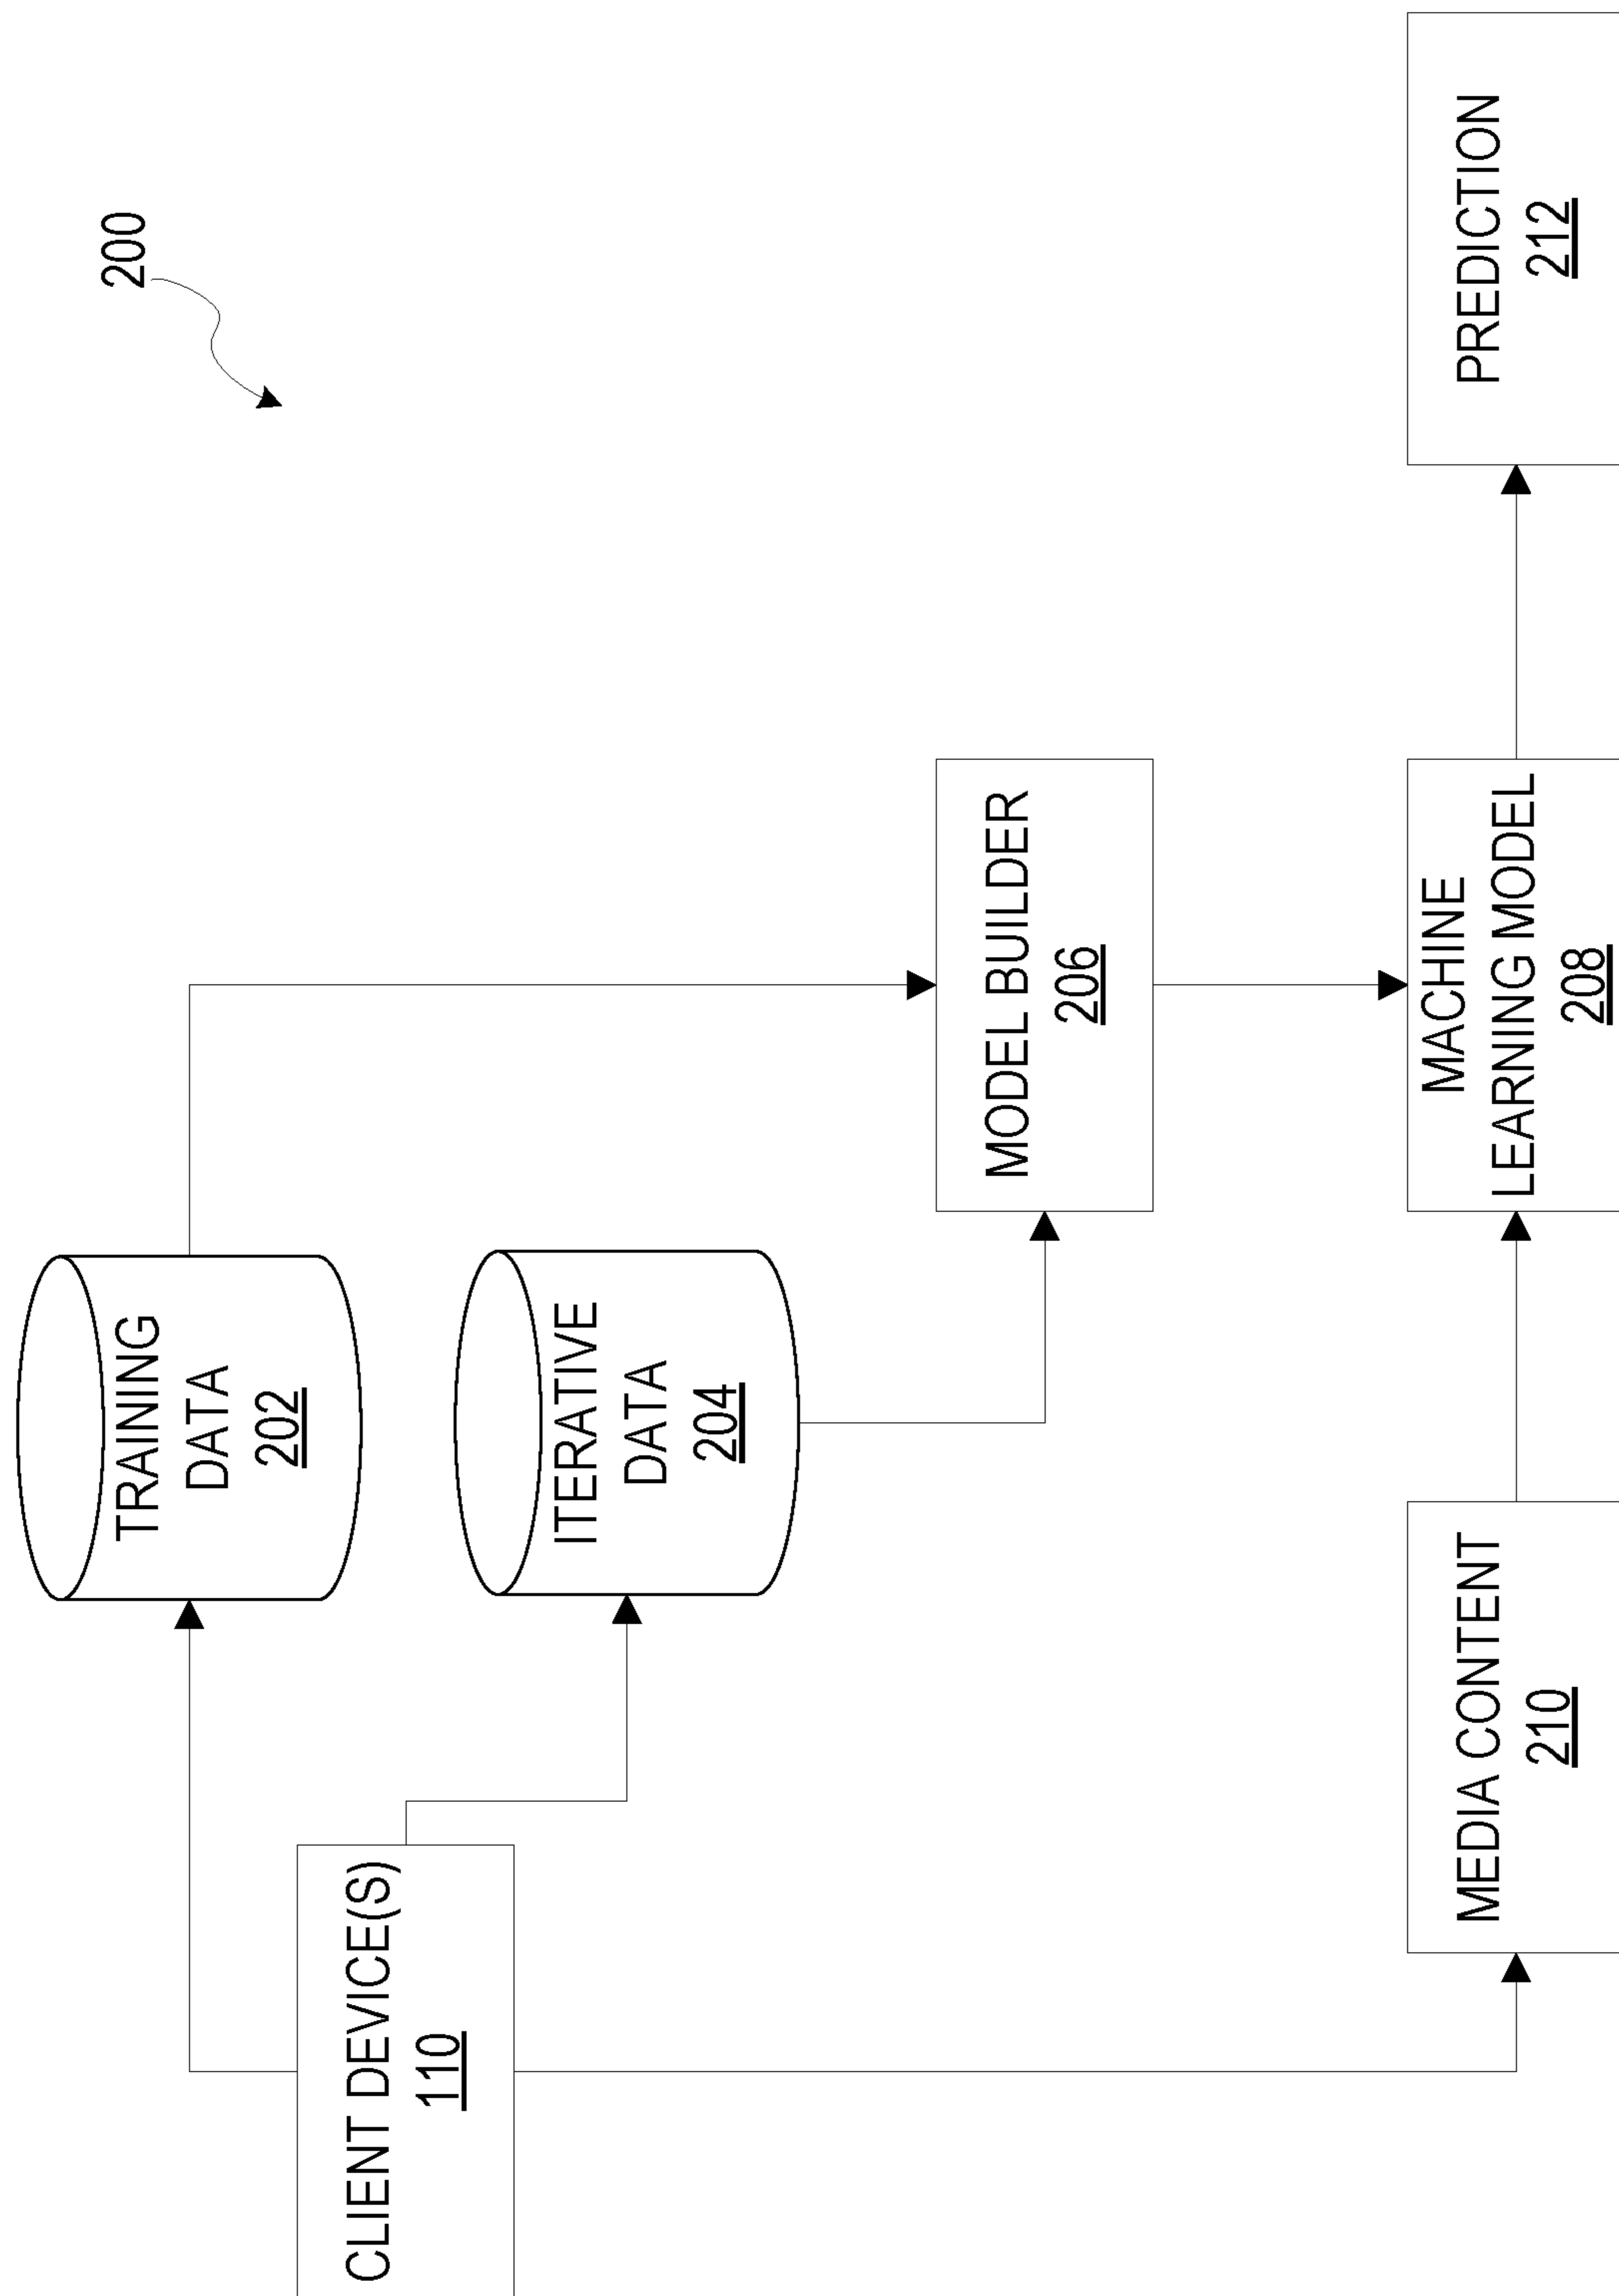 200
CLIENT DEVICE(S)
110
TRAINING
DATA
202
ITERATIVE
DATA
204
MODEL BUILDER
206
MEDIA CONTENT
210
MACHINE
LEARNING MODEL
208
PREDICTION
212